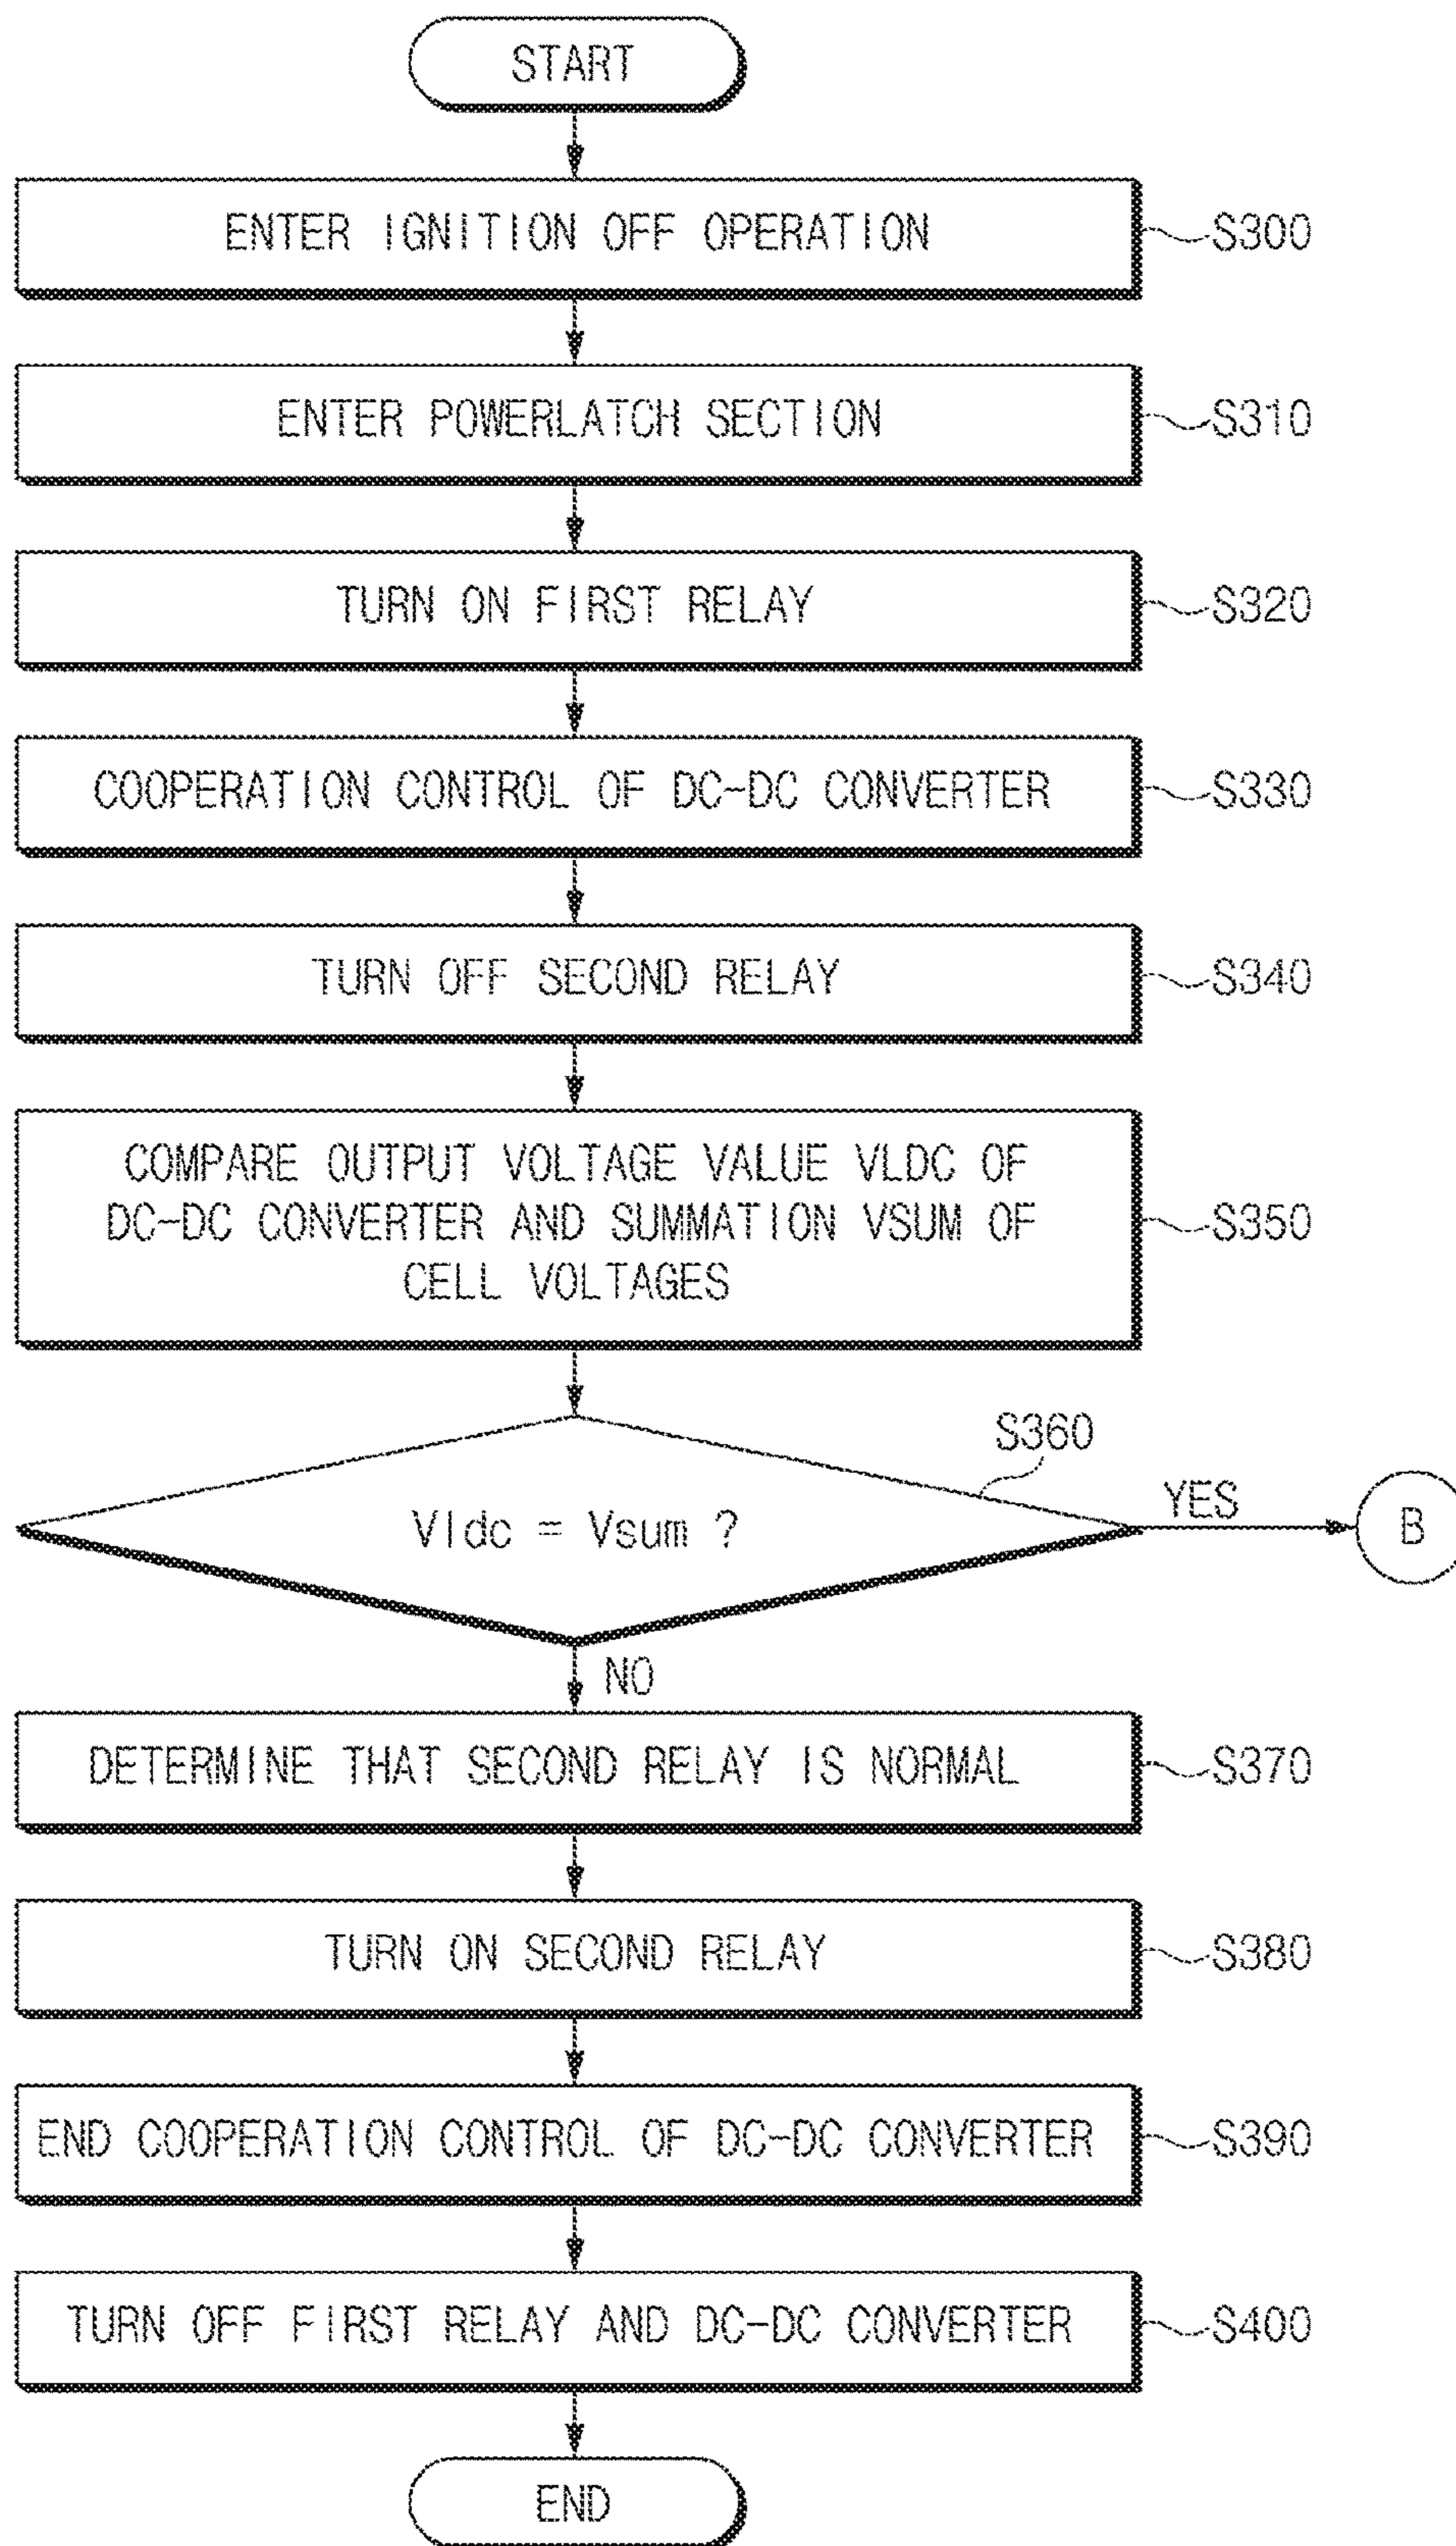 START
ENTER IGNITION OFF OPERATION
S300
ENTER POWERLATCH SECTION
S310
TURN ON FIRST RELAY
S320
COOPERATION CONTROL OF DC-DC CONVERTER
S330
TURN OFF SECOND RELAY
S340
COMPARE OUTPUT VOLTAGE VALUE VLDC OF
DC-DC CONVERTER AND SUMMATION VSUM OF
CELL VOLTAGES
S350
S360
Vldc = Vsum ?
YES
B
NO
DETERMINE THAT SECOND RELAY IS NORMAL
S370
TURN ON SECOND RELAY
S380
END COOPERATION CONTROL OF DC-DC CONVERTER
S390
TURN OFF FIRST RELAY AND DC-DC CONVERTER
S400
END